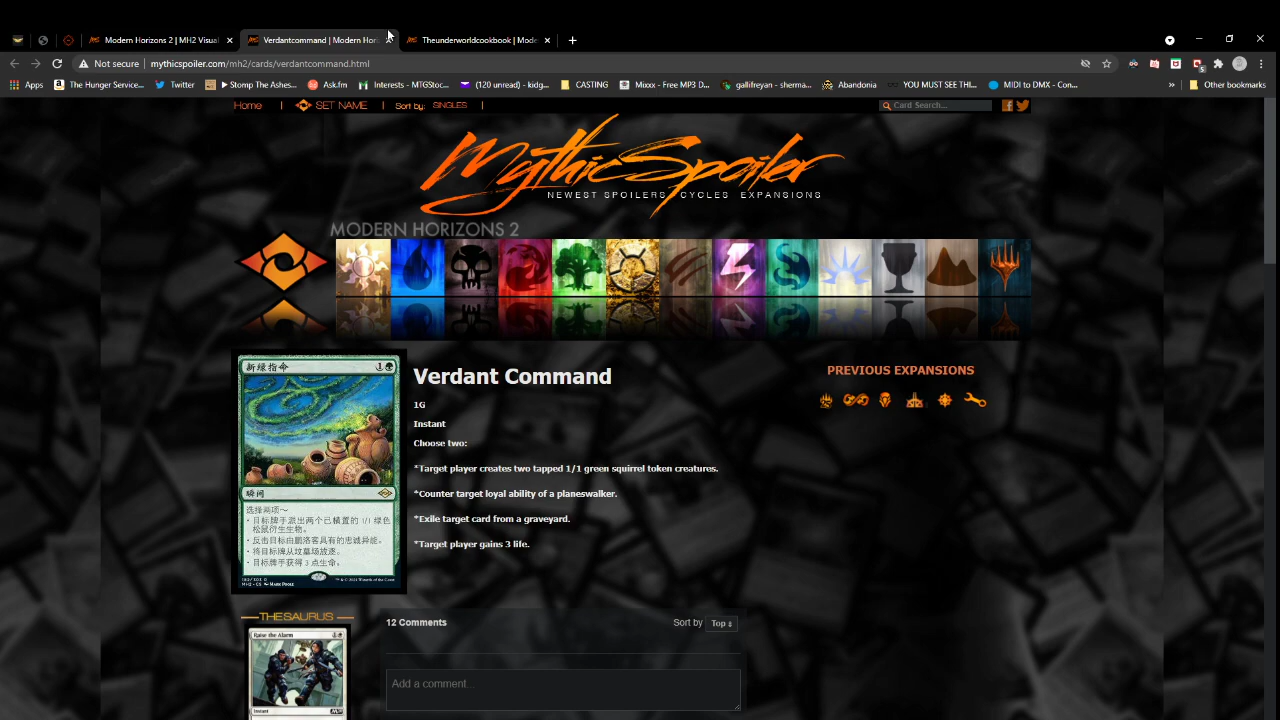 Modern Horizons 2 | MH2 Visual
Verdantcommand | Modern Hori
Theunderworldcookbook | Mode
Not secure | mythicspoiler.com/mh2/cards/verdantcommand.html
Apps
The Hunger Service...
Twitter
Stomp The Ashes...
Ask.fm
Interests - MTGStoc...
(120 unread) - kidg...
CASTING
Mixxx - Free MP3 D...
gallifreyan - sherma...
Abandonia
YOU MUST SEE THI...
MIDI to DMX - Con...
»
Other bookmarks
Home | SET NAME | Sort by: SINGLES |
Card Search...
MythicSpoiler
NEWEST SPOILERS CYCLES EXPANSIONS
MODERN HORIZONS 2
新绿指命 1
瞬间
选择两项～
・目标牌手派出两个已横置的 1/1 绿色
松鼠衍生生物。
・反击目标由鹏洛客具有的忠诚异能。
・将目标牌从坟墓场放逐。
・目标牌手获得 3 点生命。
Verdant Command
1G
Instant
Choose two:
*Target player creates two tapped 1/1 green squirrel token creatures.
*Counter target loyal ability of a planeswalker.
*Exile target card from a graveyard.
*Target player gains 3 life.
PREVIOUS EXPANSIONS
THESAURUS
Raise the Alarm 1
Instant
12 Comments
Sort by Top
Add a comment...